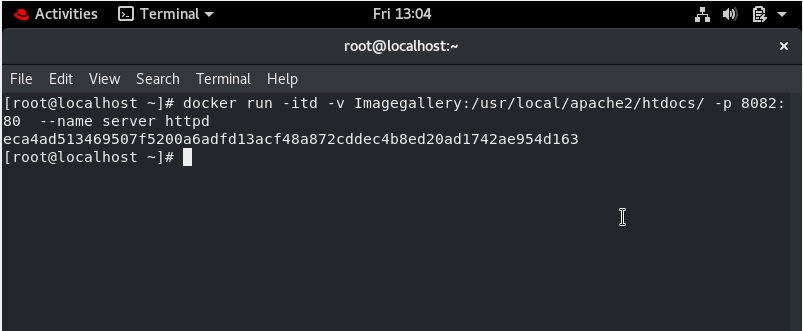 Activities Terminal Fri 13:04
root@localhost:~ ×
File Edit View Search Terminal Help
[root@localhost ~]# docker run -itd -v Imagegallery:/usr/local/apache2/htdocs/ -p 8082:
80  --name server httpd
eca4ad513469507f5200a6adfd13acf48a872cddec4b8ed20ad1742ae954d163
[root@localhost ~]#